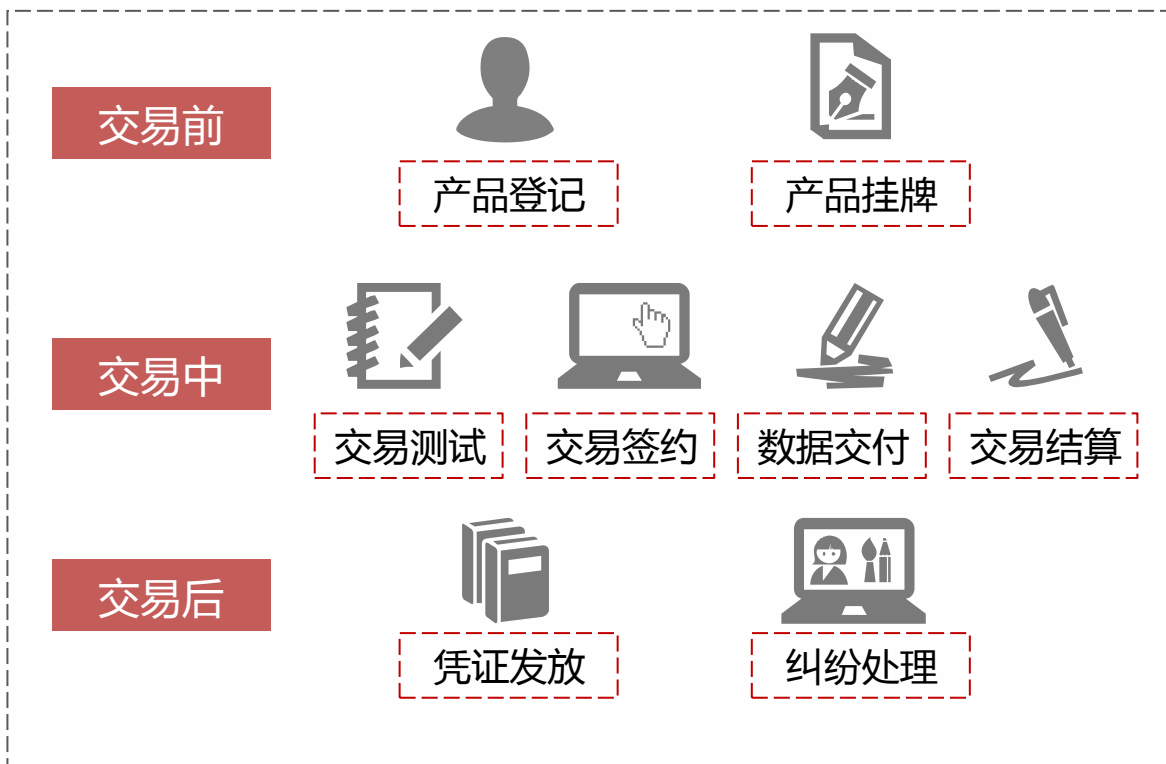 交易前
产品登记
产品挂牌
交易中
交易测试
交易签约
数据交付
交易结算
交易后
凭证发放
纠纷处理